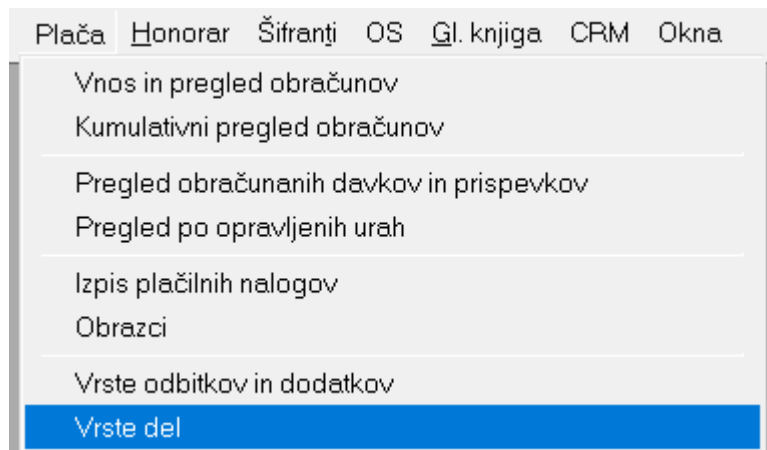 Plača Honorar Šifranti OS Gl. knjiga CRM Okna
Vnos in pregled obračunov
Kumulativni pregled obračunov
Pregled obračunanih davkov in prispevkov
Pregled po opravljenih urah
Izpis plačilnih nalogov
Obrazci
Vrste odbitkov in dodatkov
Vrste del